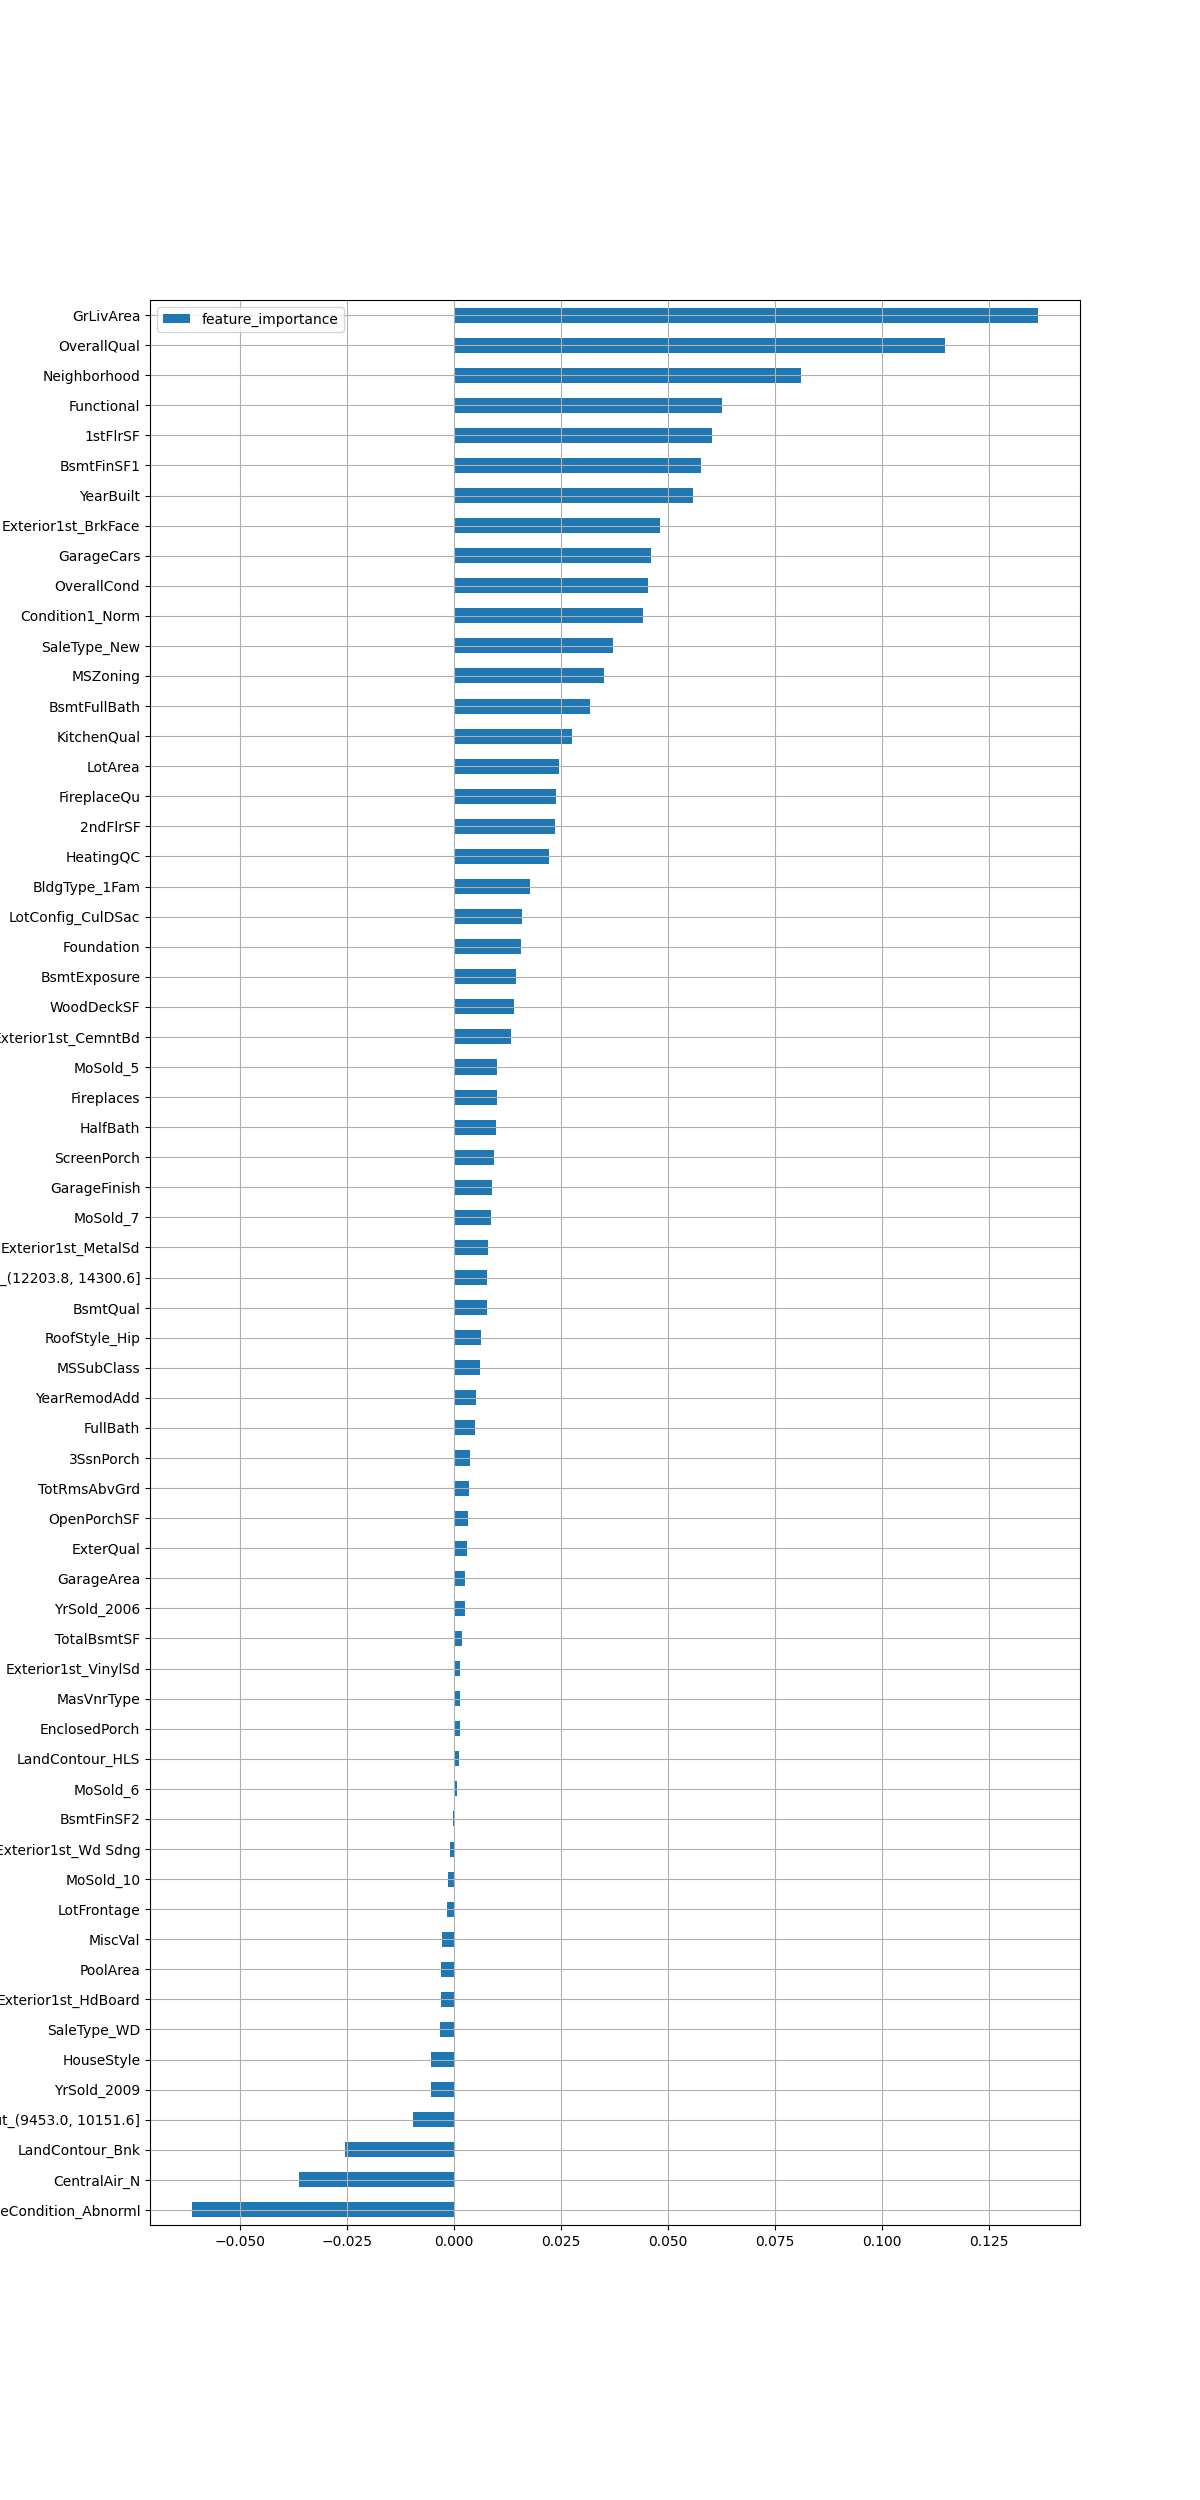 feature_importance
GrLivArea
OverallQual
Neighborhood
Functional
1stFlrSF
BsmtFinSF1
YearBuilt
Exterior1st_BrkFace
GarageCars
OverallCond
Condition1_Norm
SaleType_New
MSZoning
BsmtFullBath
KitchenQual
LotArea
FireplaceQu
2ndFlrSF
HeatingQC
BldgType_1Fam
LotConfig_CulDSac
Foundation
BsmtExposure
WoodDeckSF
Exterior1st_CemntBd
MoSold_5
Fireplaces
HalfBath
ScreenPorch
GarageFinish
MoSold_7
Exterior1st_MetalSd
_(12203.8, 14300.6]
BsmtQual
RoofStyle_Hip
MSSubClass
YearRemodAdd
FullBath
3SsnPorch
TotRmsAbvGrd
OpenPorchSF
ExterQual
GarageArea
YrSold_2006
TotalBsmtSF
Exterior1st_VinylSd
MasVnrType
EnclosedPorch
LandContour_HLS
MoSold_6
BsmtFinSF2
Exterior1st_Wd Sdng
MoSold_10
LotFrontage
MiscVal
PoolArea
Exterior1st_HdBoard
SaleType_WD
HouseStyle
YrSold_2009
ut_(9453.0, 10151.6]
LandContour_Bnk
CentralAir_N
eCondition_Abnorml
−0.050 −0.025 0.000 0.025 0.050 0.075 0.100 0.125